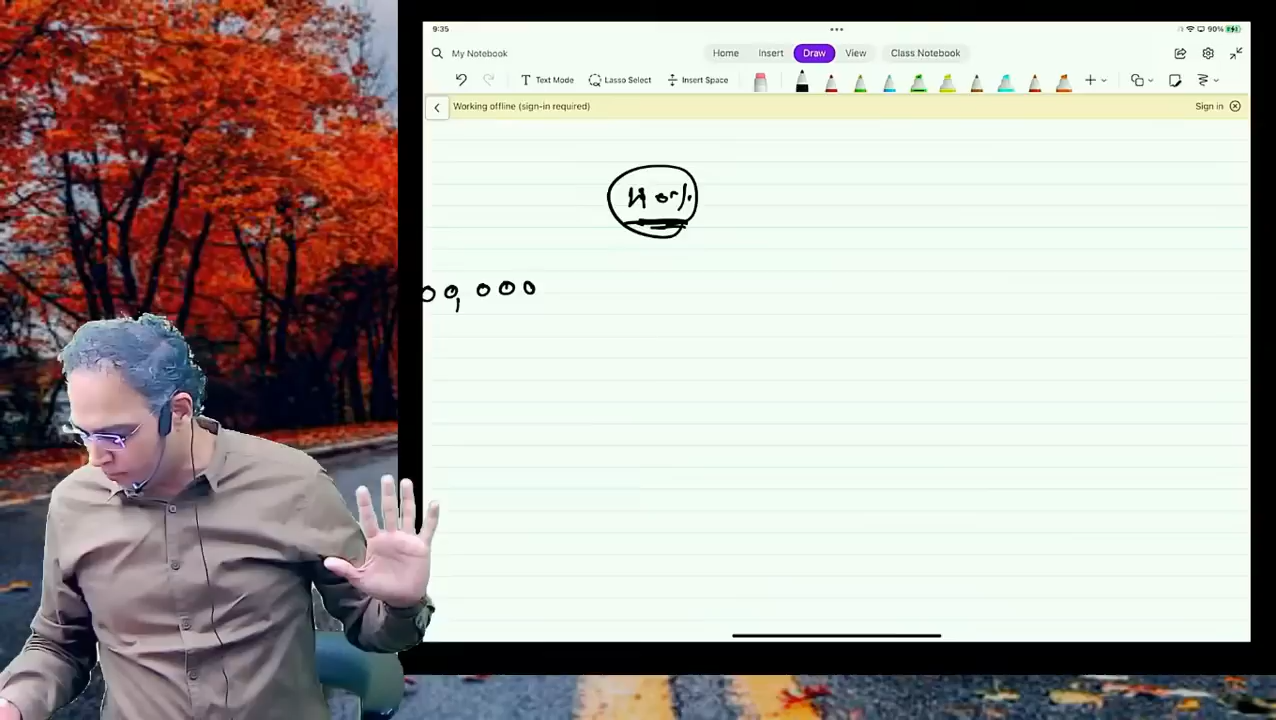 9:35
90%
My Notebook
Home Insert Draw View Class Notebook
Text Mode Lasso Select Insert Space
Working offline (sign-in required)
Sign in
00,000